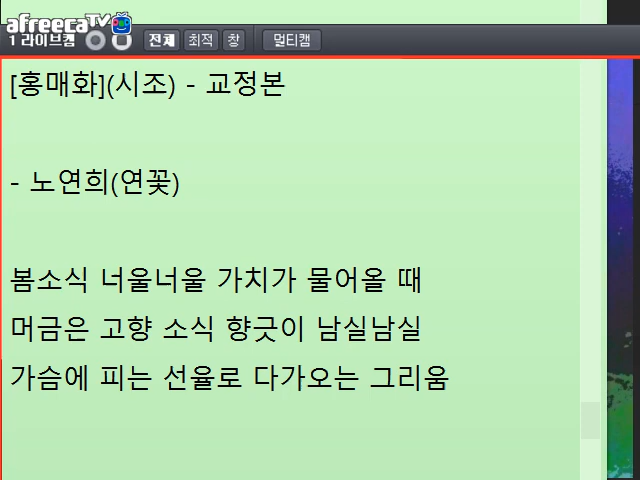 afreecaTV
1 라이브캠 전체 최적 창 멀티캠
[홍매화](시조) - 교정본
- 노연희(연꽃)
봄소식 너울너울 가치가 물어올 때
머금은 고향 소식 향긋이 남실남실
가슴에 피는 선율로 다가오는 그리움